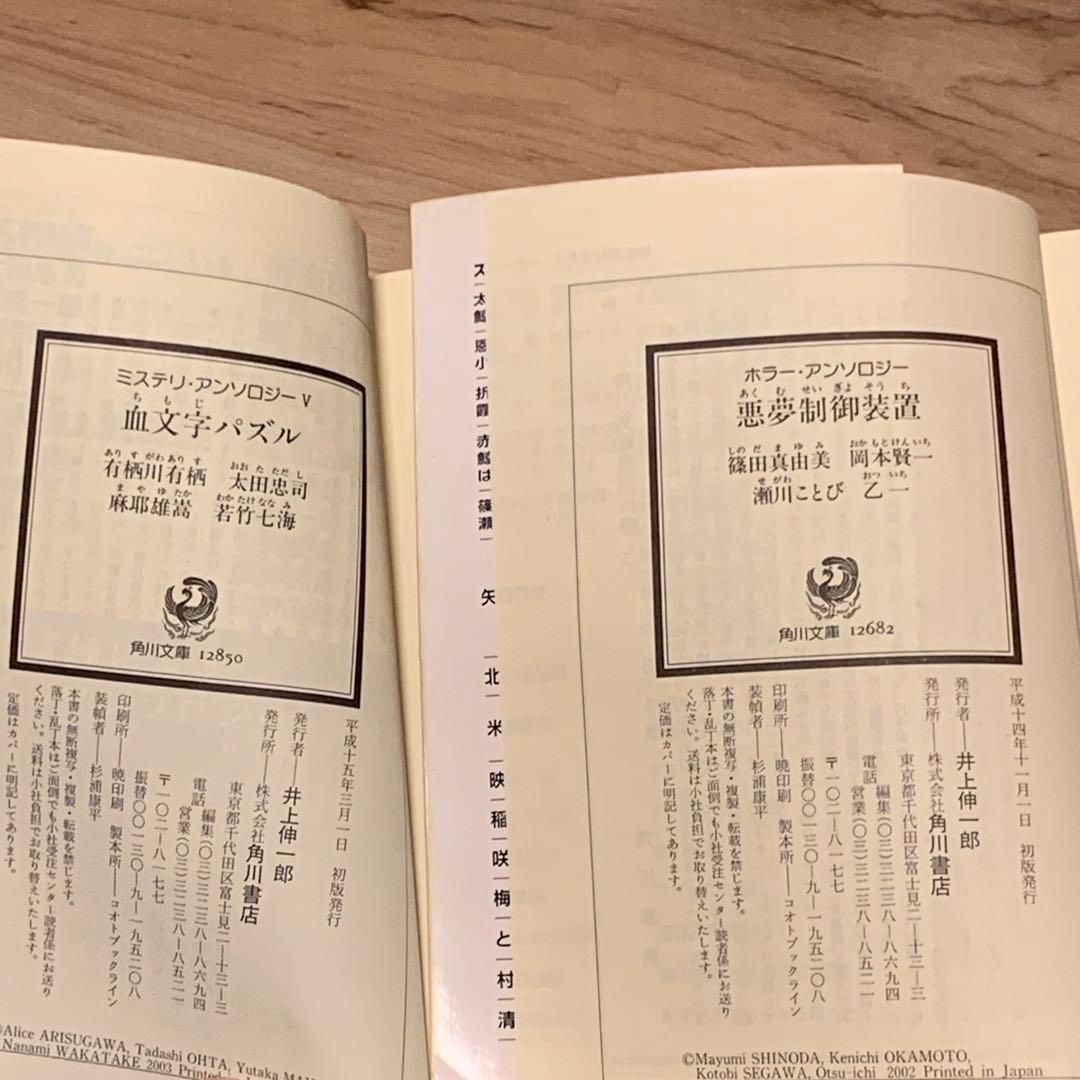 ミステリ・アンソロジーⅤ
ちもじ
血文字パズル
ありすがわありす おおたただし
有栖川有栖 太田忠司
まやゆたか わかたけななみ
麻耶雄嵩 若竹七海
角川文庫 12850
平成十五年三月一日 初版発行
発行者――井上伸一郎
発行所――株式会社角川書店
東京都千代田区富士見二―十三―三
電話 編集(〇三)三二三八―八六九四
営業(〇三)三二三八―八五二一
〒一〇二―八一七七
振替〇〇一三〇―九―一九五二〇八
印刷所――暁印刷 製本所――コオトブックライン
装幀者――杉浦康平
本書の無断複写・複製・転載を禁じます。
落丁・乱丁本はご面倒でも小社受注センター読者係にお送り
ください。送料は小社負担でお取り替えいたします。
定価はカバーに明記してあります。
©Alice ARISUGAWA, Tadashi OHTA, Yutaka
Nanami WAKATAKE 2003 Printed in
ス
太
鯨
恩
小
折
霞
赤
鯨
は
篠
瀬
矢
北
米
映
稲
咲
梅
と
村
清
ホラー・アンソロジー
あくむせいぎよそうち
悪夢制御装置
しのだまゆみ おかもとけんいち
篠田真由美 岡本賢一
せがわ おついち
瀬川ことび 乙一
角川文庫 12682
平成十四年十一月一日 初版発行
発行者――井上伸一郎
発行所――株式会社角川書店
東京都千代田区富士見二―十三―三
電話 編集(〇三)三二三八―八六九四
営業(〇三)三二三八―八五二一
〒一〇二―八一七七
振替〇〇一三〇―九―一九五二〇八
印刷所――暁印刷 製本所――コオトブックライン
装幀者――杉浦康平
本書の無断複写・複製・転載を禁じます。
落丁・乱丁本はご面倒でも小社受注センター読者係にお送り
ください。送料は小社負担でお取り替えいたします。
定価はカバーに明記してあります。
©Mayumi SHINODA, Kenichi OKAMOTO,
Kotobi SEGAWA, Otsu-ichi 2002 Printed in Japan